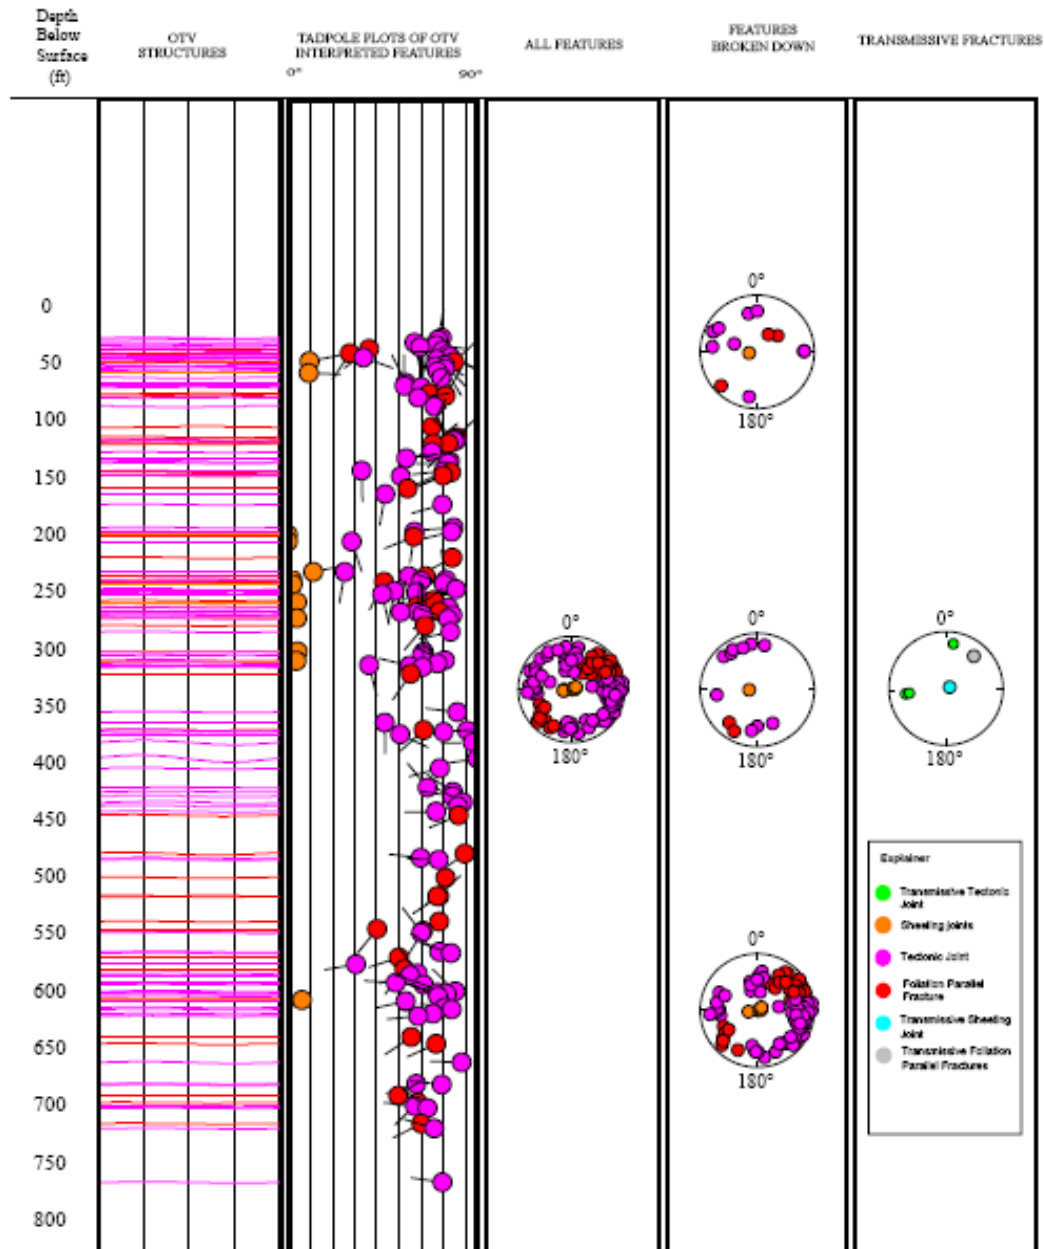 Depth
Below
Surface
(ft)
OTV
STRUCTURES
TADPOLE PLOTS OF OTV
INTERPRETED FEATURES
0°
90°
ALL FEATURES
FEATURES
BROKEN DOWN
TRANSMISSIVE FRACTURES
0
50
100
150
200
250
300
350
400
450
500
550
600
650
700
750
800
0°
180°
0°
180°
0°
180°
0°
180°
0°
180°
Explainer
Transmissive Tectonic
Joint
Sheeting joints
Tectonic Joint
Foliation Parallel
Fracture
Transmissive Sheeting
Joint
Transmissive Foliation
Parallel Fractures